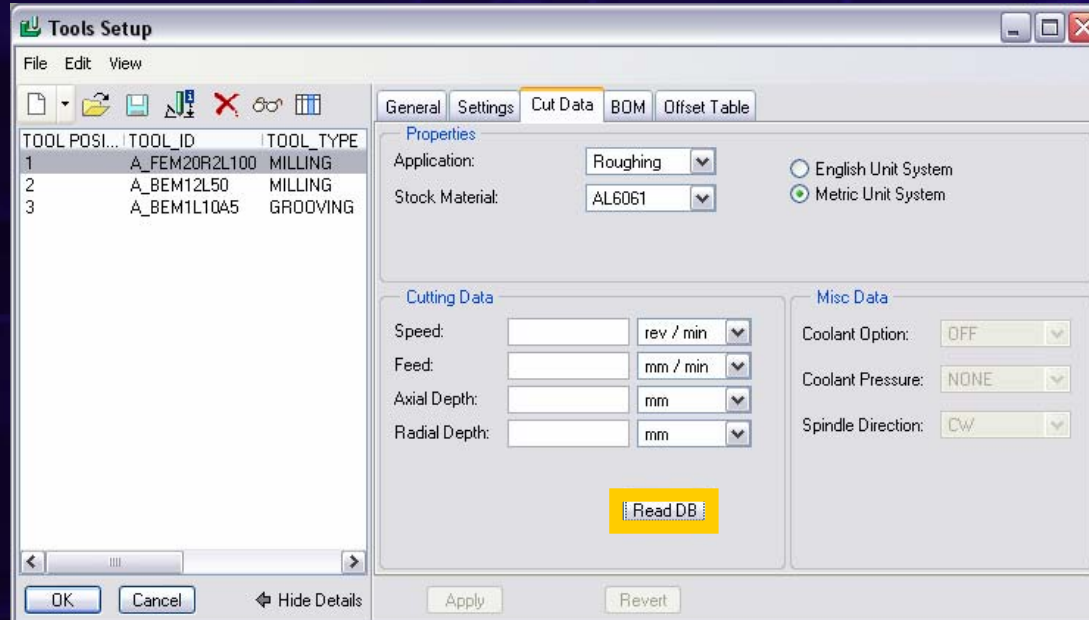 Tools Setup
File Edit View
General Settings Cut Data BOM Offset Table
TOOL POSI... TOOL_ID TOOL_TYPE
1 A_FEM20R2L100 MILLING
2 A_BEM12L50 MILLING
3 A_BEM1L10A5 GROOVING
Properties
Application: Roughing
English Unit System
Stock Material: AL6061
Metric Unit System
Cutting Data
Speed: rev / min
Feed: mm / min
Axial Depth: mm
Radial Depth: mm
Read DB
Misc Data
Coolant Option: OFF
Coolant Pressure: NONE
Spindle Direction: CW
OK Cancel Hide Details Apply Revert